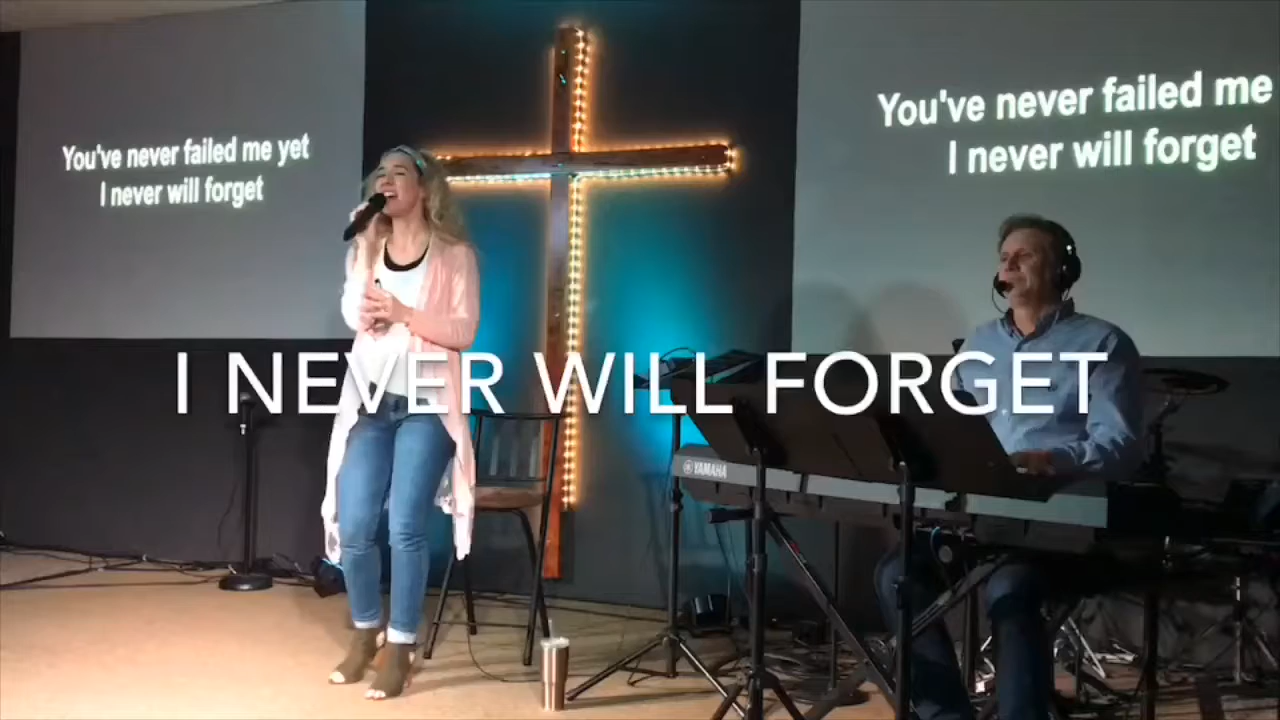 You've never failed me yet
I never will forget
You've never failed me
I never will forget
I NEVER WILL FORGET
YAMAHA